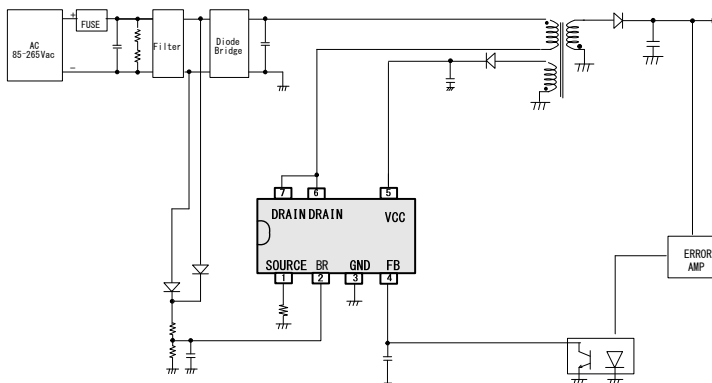 AC
85-265Vac
+
-
FUSE
Filter
Diode
Bridge
7
6
5
DRAIN DRAIN
VCC
SOURCE BR GND FB
1
2
3
4
ERROR
AMP